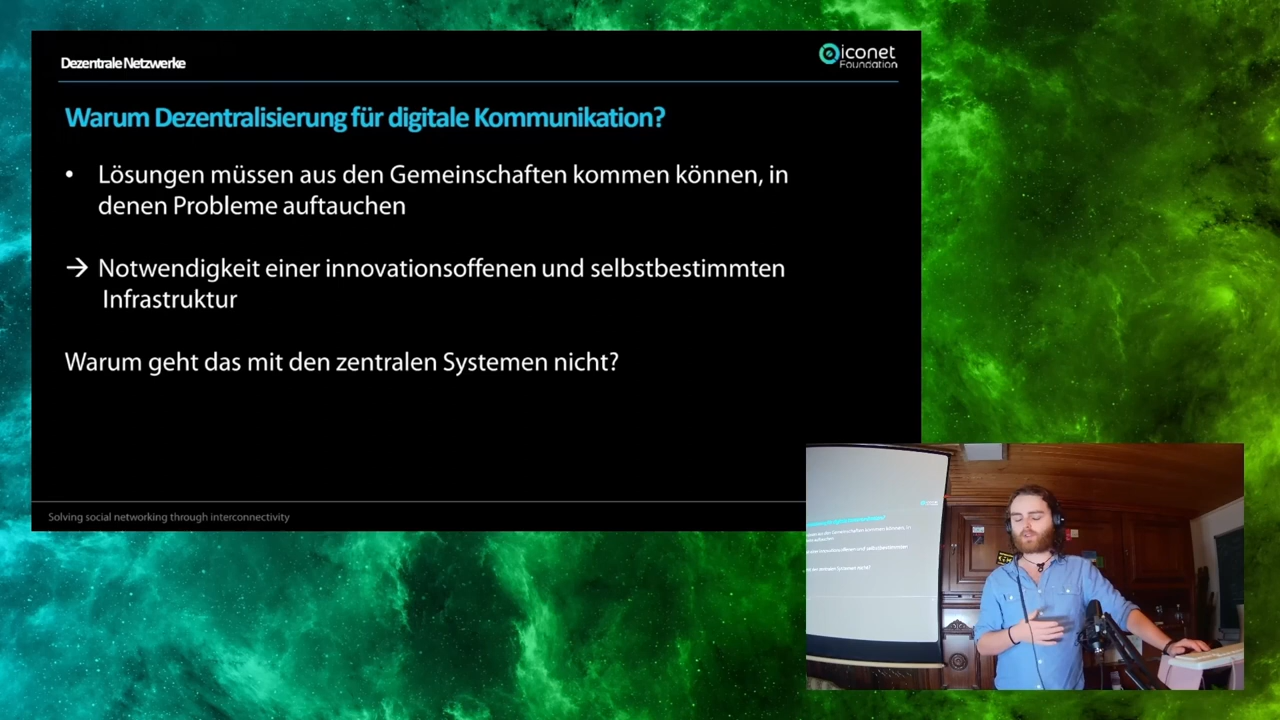 Dezentrale Netzwerke
iconet
Foundation
Warum Dezentralisierung für digitale Kommunikation?
• Lösungen müssen aus den Gemeinschaften kommen können, in
denen Probleme auftauchen
→ Notwendigkeit einer innovationsoffenen und selbstbestimmten
Infrastruktur
Warum geht das mit den zentralen Systemen nicht?
Solving social networking through interconnectivity